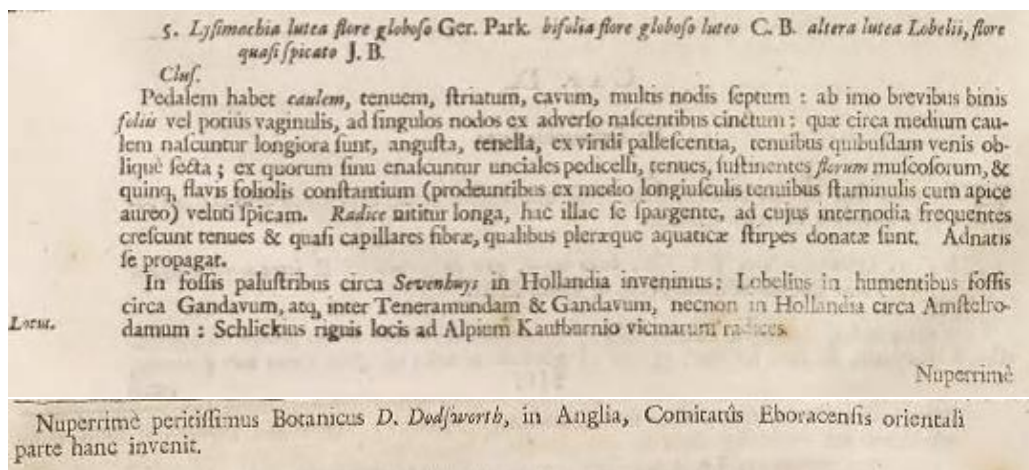 5. Lyſimachia lutea flore globoſo Ger. Park. bifolia flore globoſo luteo C. B. altera lutea Lobelii, flore
quaſi ſpicato J. B.
Cluſ.
Pedalem habet caulem, tenuem, ſtriatum, cavum, multis nodis ſeptum : ab imo brevibus binis
foliis vel potiùs vaginulis, ad ſingulos nodos ex adverſo naſcentibus cinctum : quæ circa medium cau-
lem naſcuntur longiora ſunt, anguſta, tenella, ex viridi palleſcentia, tenuibus quibuſdam venis ob-
liquè ſecta ; ex quorum ſinu enaſcuntur unciales pedicelli, tenues, ſuſtinentes florum muſcoſorum, &
quinq, flavis foliolis conſtantium (prodeuntibus ex medio longiuſculis tenuibus ſtaminulis cum apice
aureo) veluti ſpicam. Radice nititur longa, hac illac ſe ſpargente, ad cujus internodia frequentes
creſcunt tenues & quaſi capillares fibræ, qualibus pleræque aquaticæ ſtirpes donatæ ſunt. Adnatis
ſe propagat.
In foſſis paluſtribus circa Sevenhuys in Hollandia invenimus; Lobelius in humentibus foſſis
circa Gandavum, atq, inter Teneramundam & Gandavum, necnon in Hollandia circa Amſtelro-
Locus.
damum : Schlickius riguis locis ad Alpium Kauffburnio vicinarum radices.
Nuperrimè
Nuperrimè peritiſſimus Botanicus D. Dodſworth, in Anglia, Comitatûs Eboracenſis orientali
parte hanc invenit.